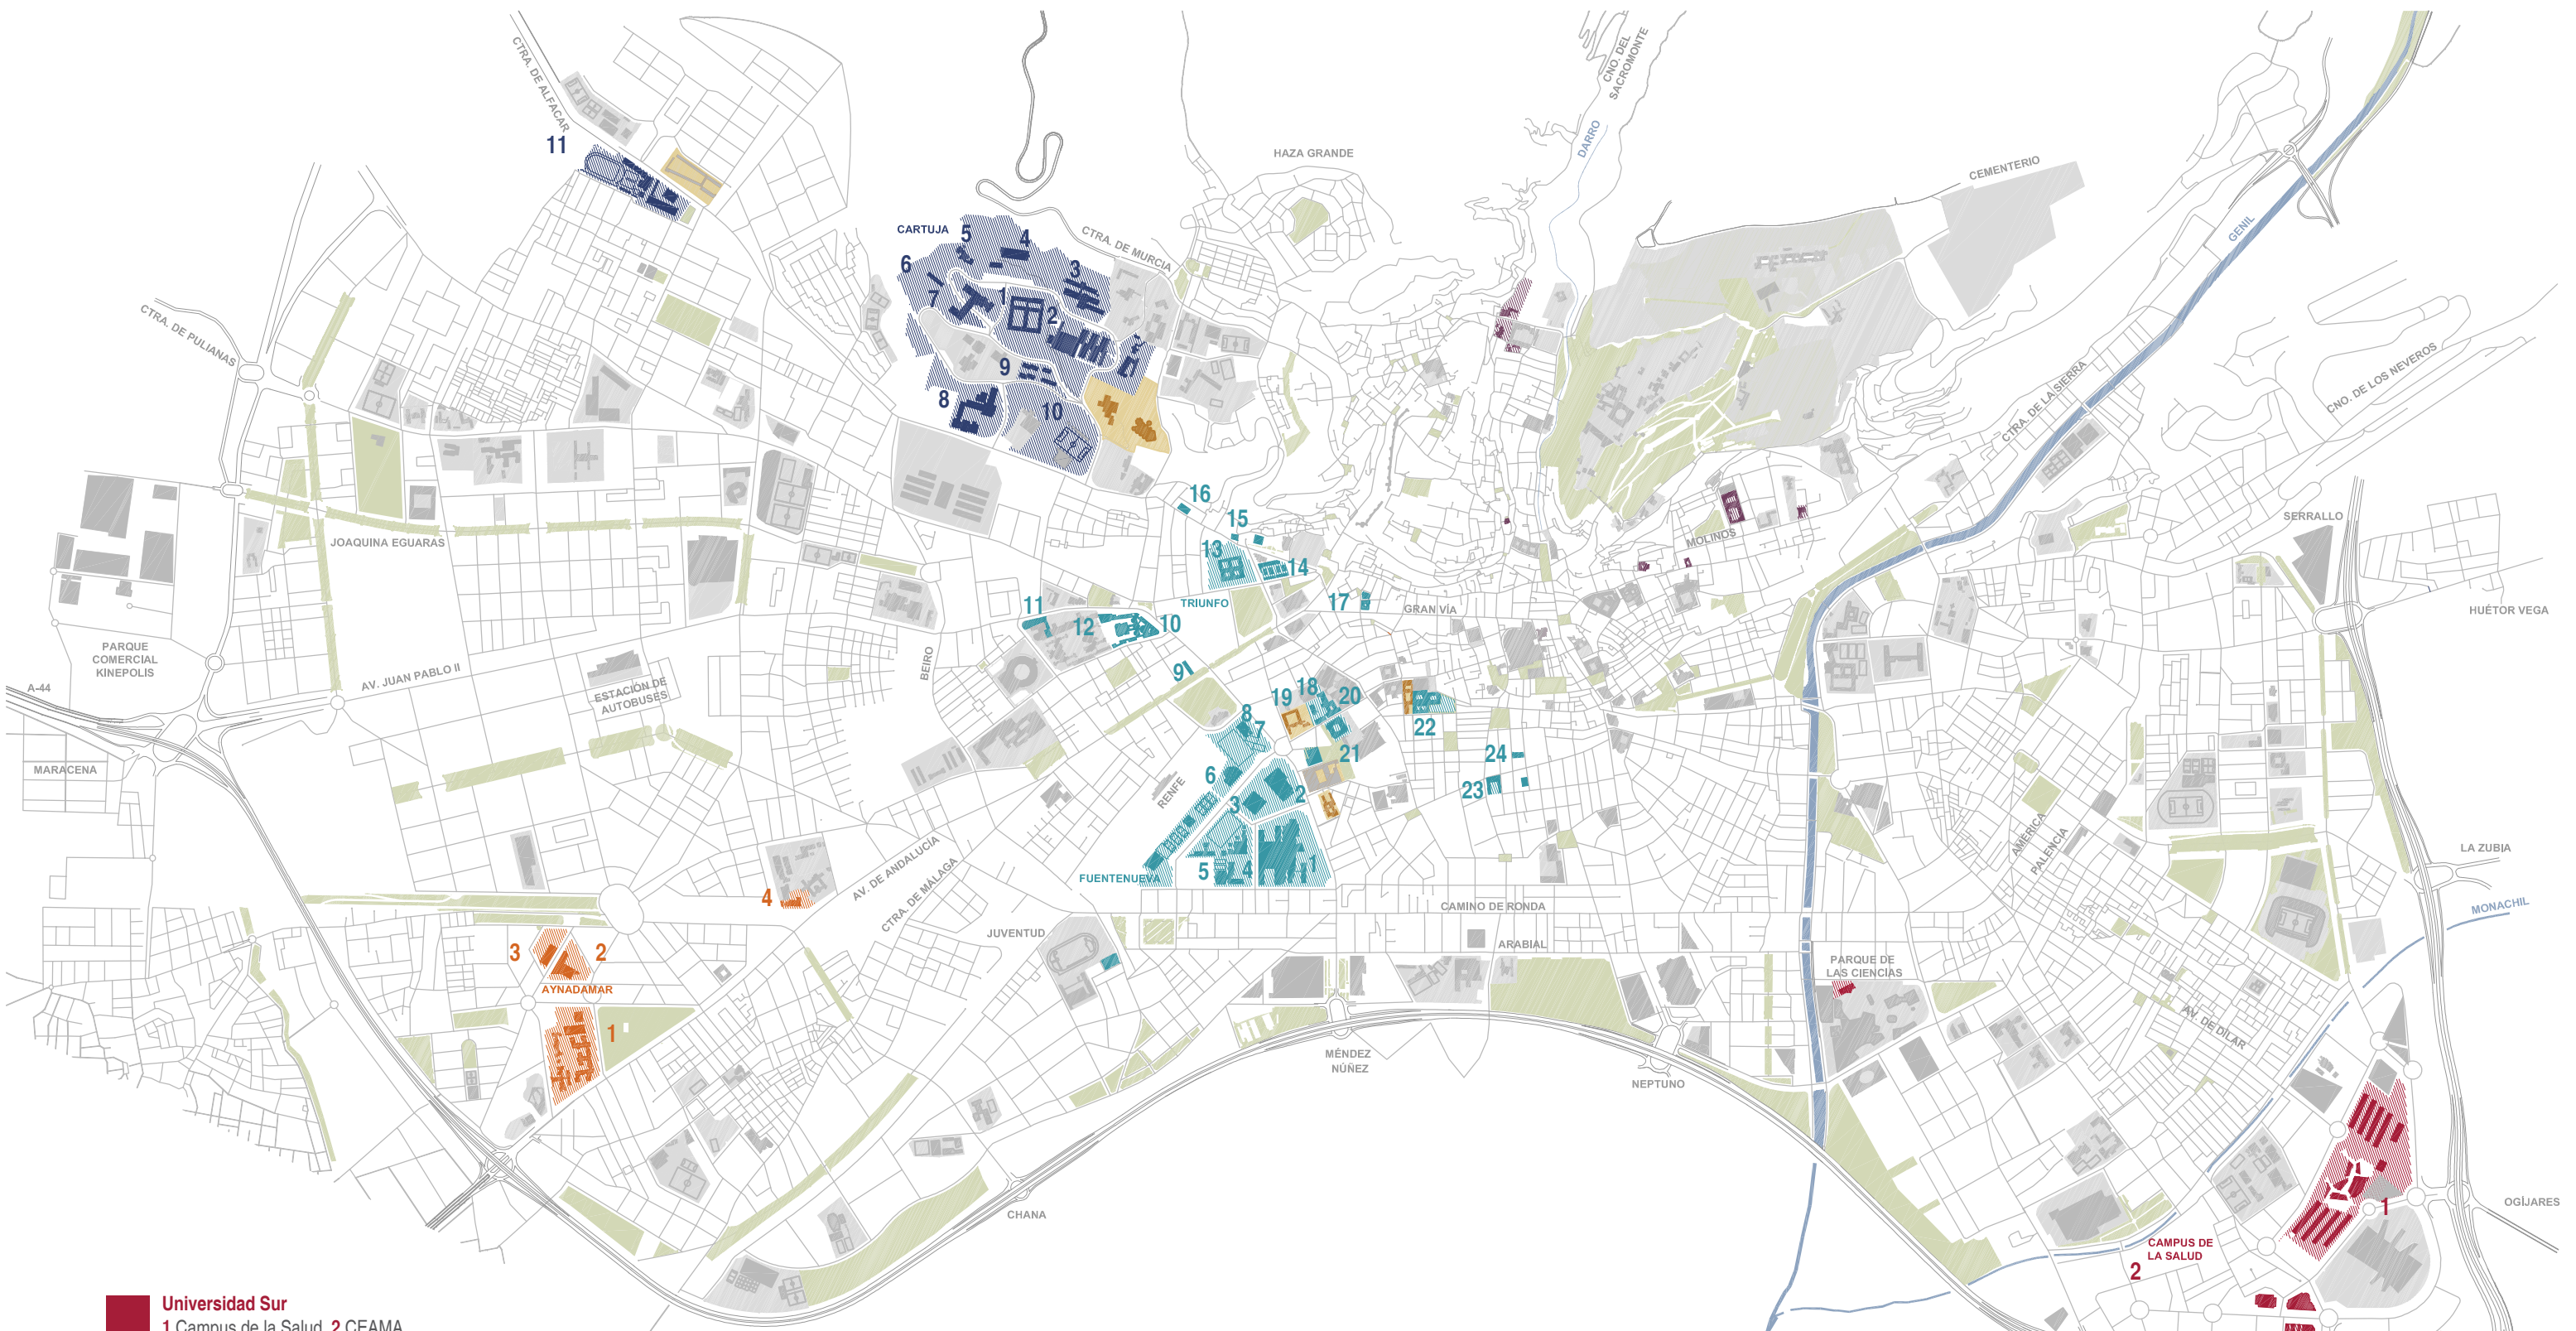 CTRA. DE ALFACAR
11
CNO. DEL
SACROMONTE
DARRO
HAZA GRANDE
CEMENTERIO
GENIL
CARTUJA
5
4
CTRA. DE MURCIA
6
3
7
1
2
9
8
10
CTRA. DE PULIANAS
CTRA. DE LA SIERRA
CNO. DE LOS NEVEROS
16
15
13
14
MOLINOS
SERRALLO
JOAQUINA EGUARAS
TRIUNFO
17
GRAN VÍA
HUÉTOR VEGA
11
12
10
9
PARQUE
COMERCIAL
KINEPOLIS
BEIRO
AV. JUAN PABLO II
A-44
ESTACIÓN DE
AUTOBUSES
19
18
20
8
7
22
21
24
23
MARACENA
6
RENFE
3
2
5
4
1
FUENTENUEVA
AMÉRICA
PALENCIA
LA ZUBIA
MONACHIL
4
AV. DE ANDALUCÍA
CTRA. DE MÁLAGA
CAMINO DE RONDA
JUVENTUD
ARABIAL
3
2
AYNADAMAR
1
PARQUE DE
LAS CIENCIAS
AV. DE DILAR
MÉNDEZ
NÚÑEZ
NEPTUNO
CHANA
1
OGÍJARES
CAMPUS DE
LA SALUD
2
Universidad Sur
1 Campus de la Salud 2 CEAMA